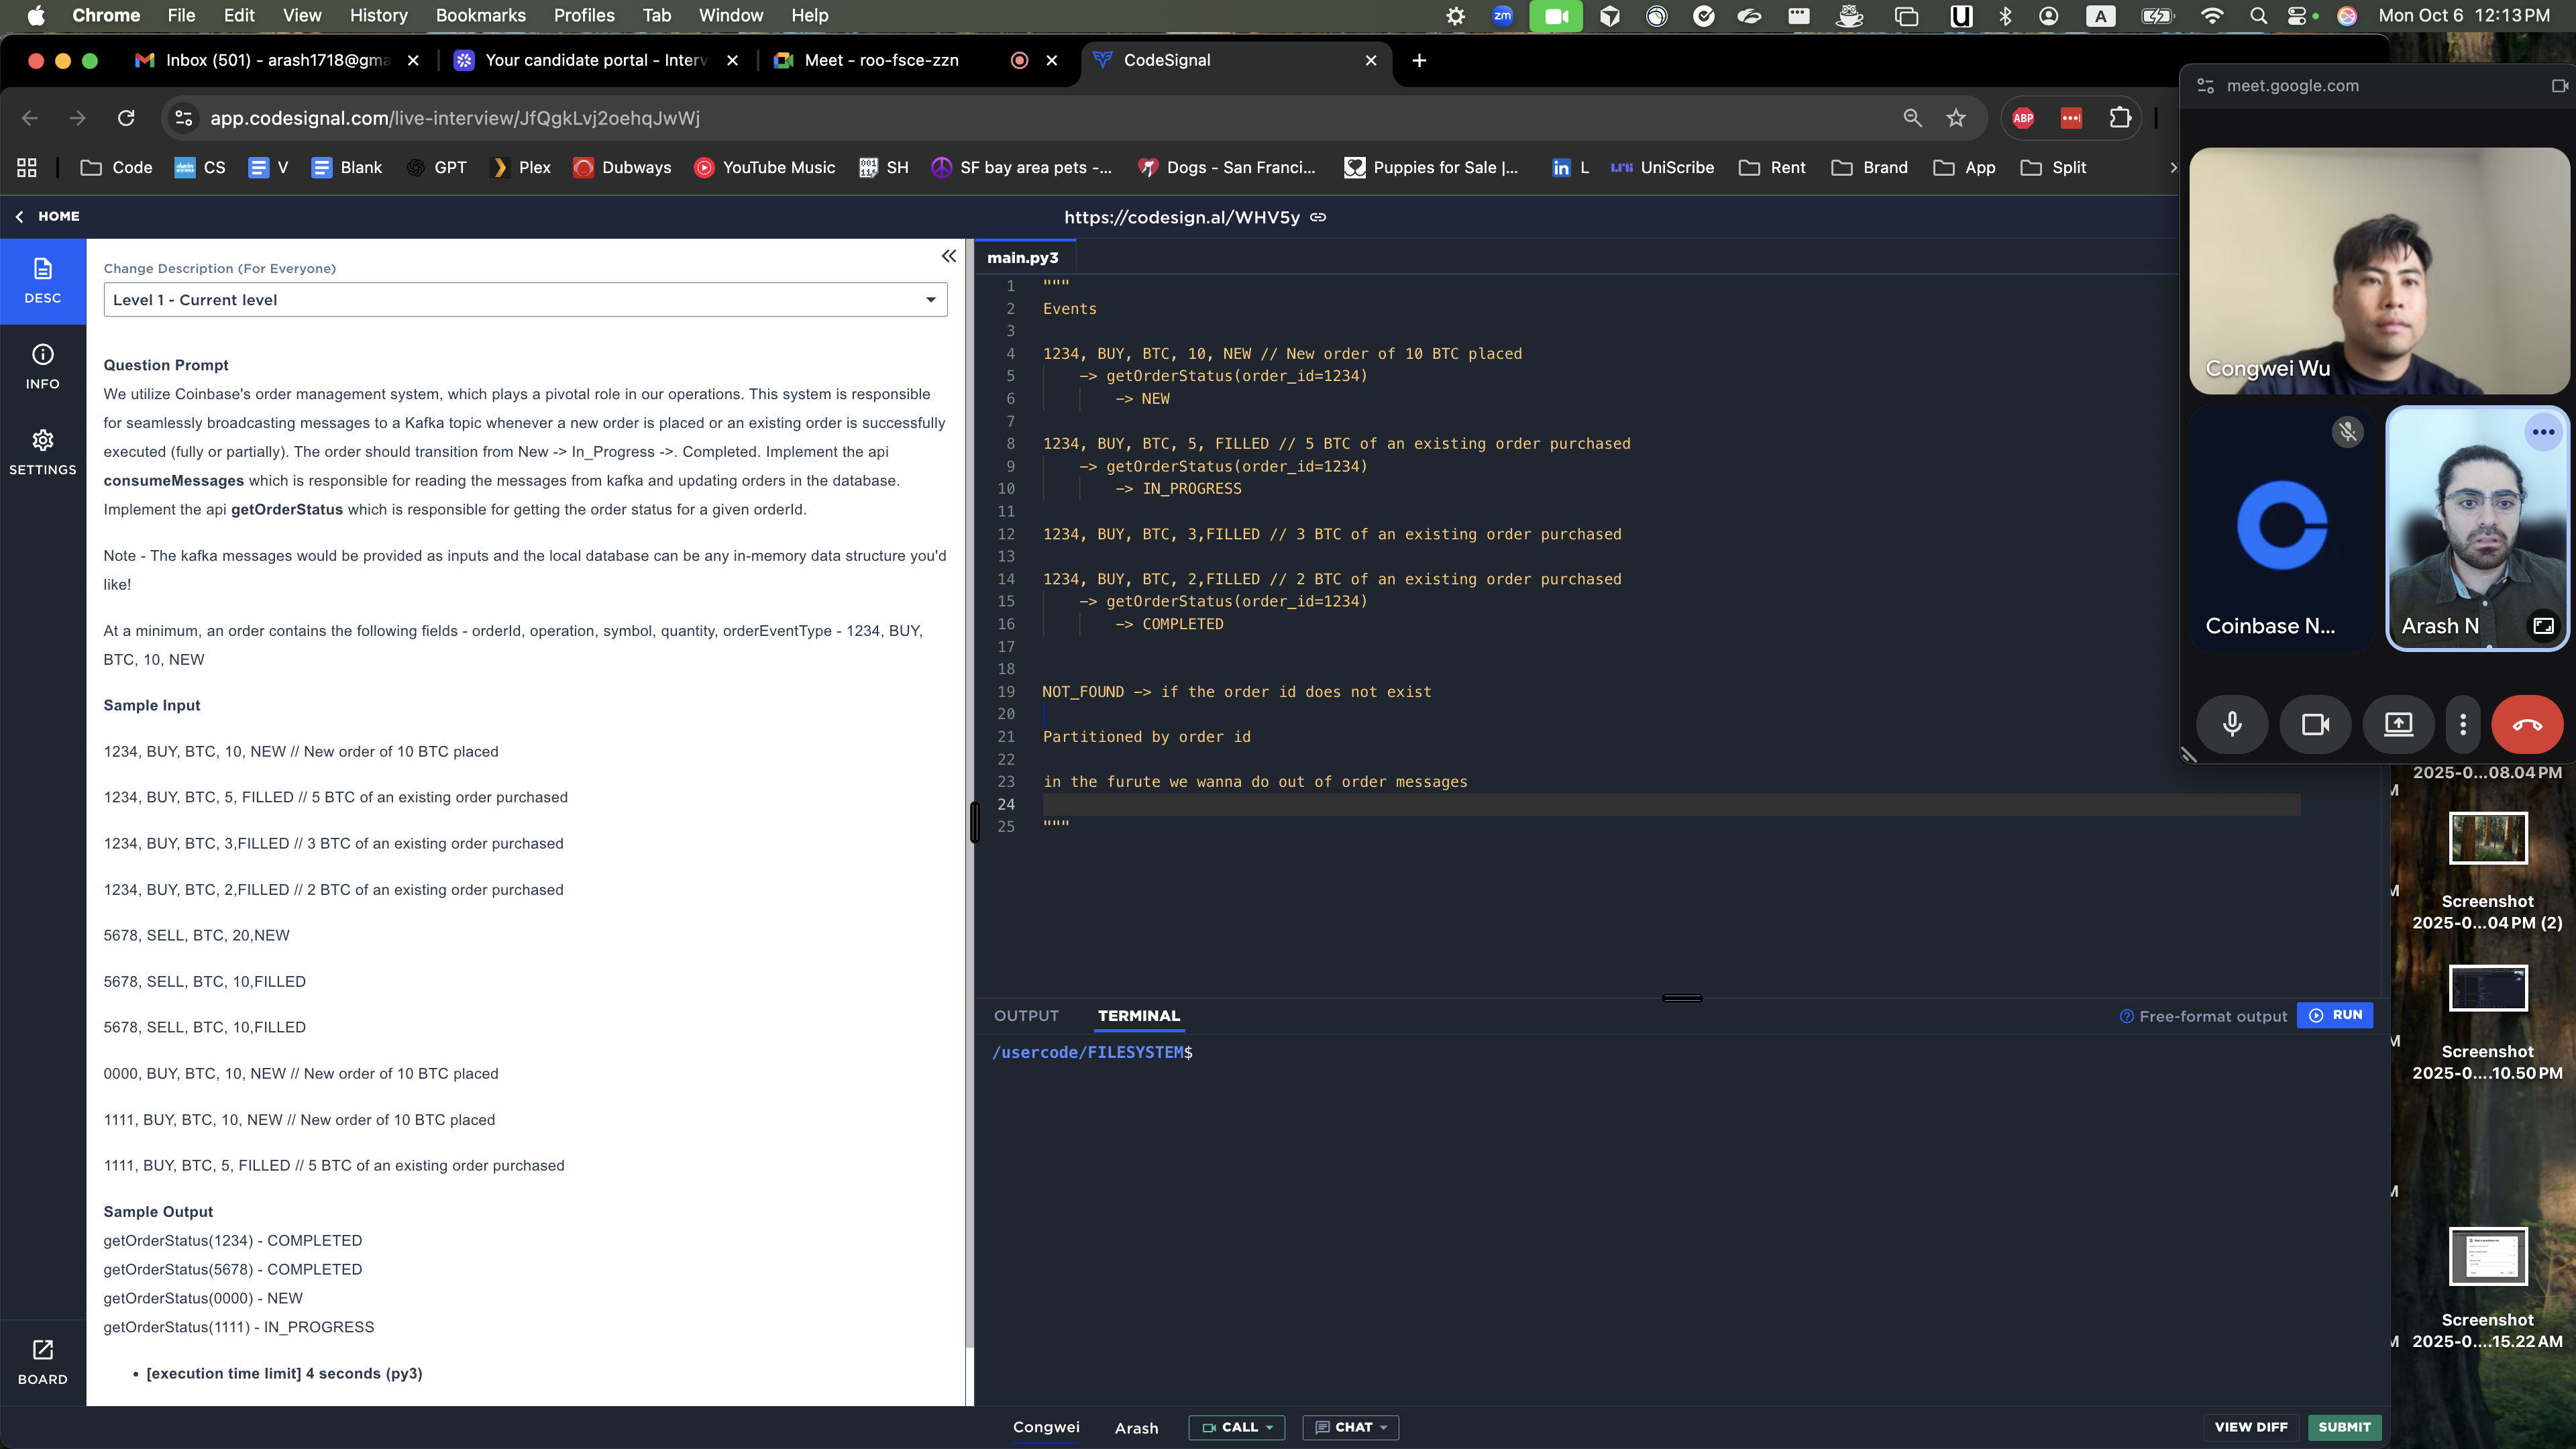 Chrome File Edit View History Bookmarks Profiles Tab Window Help
zm
A
Mon Oct 6 12:13 PM
Inbox (501) - arash1718@gma
Your candidate portal - Interv
Meet - roo-fsce-zzn
CodeSignal
app.codesignal.com/live-interview/JfQgkLvj2oehqJwWj
ABP
Code
CS
V
Blank
GPT
Plex
Dubways
YouTube Music
SH
SF bay area pets -...
Dogs - San Franci...
Puppies for Sale |...
L
UniScribe
Rent
Brand
App
Split
HOME
https://codesign.al/WHV5y
DESC
INFO
SETTINGS
BOARD
Change Description (For Everyone)
Level 1 - Current level
Question Prompt
We utilize Coinbase's order management system, which plays a pivotal role in our operations. This system is responsible
for seamlessly broadcasting messages to a Kafka topic whenever a new order is placed or an existing order is successfully
executed (fully or partially). The order should transition from New -> In_Progress ->. Completed. Implement the api
consumeMessages which is responsible for reading the messages from kafka and updating orders in the database.
Implement the api getOrderStatus which is responsible for getting the order status for a given orderId.
Note - The kafka messages would be provided as inputs and the local database can be any in-memory data structure you'd
like!
At a minimum, an order contains the following fields - orderId, operation, symbol, quantity, orderEventType - 1234, BUY,
BTC, 10, NEW
Sample Input
1234, BUY, BTC, 10, NEW // New order of 10 BTC placed
1234, BUY, BTC, 5, FILLED // 5 BTC of an existing order purchased
1234, BUY, BTC, 3,FILLED // 3 BTC of an existing order purchased
1234, BUY, BTC, 2,FILLED // 2 BTC of an existing order purchased
5678, SELL, BTC, 20,NEW
5678, SELL, BTC, 10,FILLED
5678, SELL, BTC, 10,FILLED
0000, BUY, BTC, 10, NEW // New order of 10 BTC placed
1111, BUY, BTC, 10, NEW // New order of 10 BTC placed
1111, BUY, BTC, 5, FILLED // 5 BTC of an existing order purchased
Sample Output
getOrderStatus(1234) - COMPLETED
getOrderStatus(5678) - COMPLETED
getOrderStatus(0000) - NEW
getOrderStatus(1111) - IN_PROGRESS
• [execution time limit] 4 seconds (py3)
main.py3
1 """
2 Events
3
4 1234, BUY, BTC, 10, NEW // New order of 10 BTC placed
5 -> getOrderStatus(order_id=1234)
6 -> NEW
7
8 1234, BUY, BTC, 5, FILLED // 5 BTC of an existing order purchased
9 -> getOrderStatus(order_id=1234)
10 -> IN_PROGRESS
11
12 1234, BUY, BTC, 3,FILLED // 3 BTC of an existing order purchased
13
14 1234, BUY, BTC, 2,FILLED // 2 BTC of an existing order purchased
15 -> getOrderStatus(order_id=1234)
16 -> COMPLETED
17
18
19 NOT_FOUND -> if the order id does not exist
20
21 Partitioned by order id
22
23 in the furute we wanna do out of order messages
24
25 """
OUTPUT TERMINAL
Free-format output
RUN
/usercode/FILESYSTEM$
Congwei Arash CALL CHAT
VIEW DIFF SUBMIT
meet.google.com
Congwei Wu
Coinbase N...
Arash N
2025-0...08.04 PM
Screenshot
2025-0...04 PM (2)
Screenshot
2025-0....10.50 PM
Screenshot
2025-0....15.22 AM